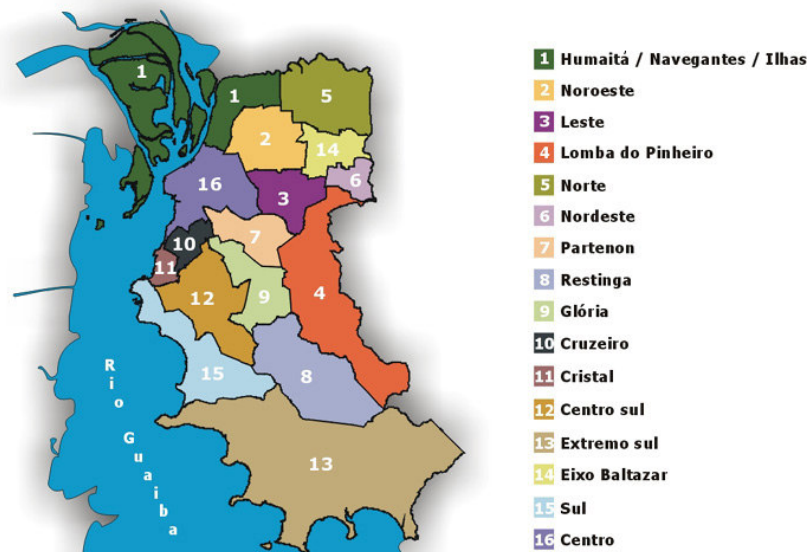 1
1
5
2
14
6
16
3
10
7
11
12
9
4
15
8
13
Rio
Guaiba
1 Humaitá / Navegantes / Ilhas
2 Noroeste
3 Leste
4 Lomba do Pinheiro
5 Norte
6 Nordeste
7 Partenon
8 Restinga
9 Glória
10 Cruzeiro
11 Cristal
12 Centro sul
13 Extremo sul
14 Eixo Baltazar
15 Sul
16 Centro